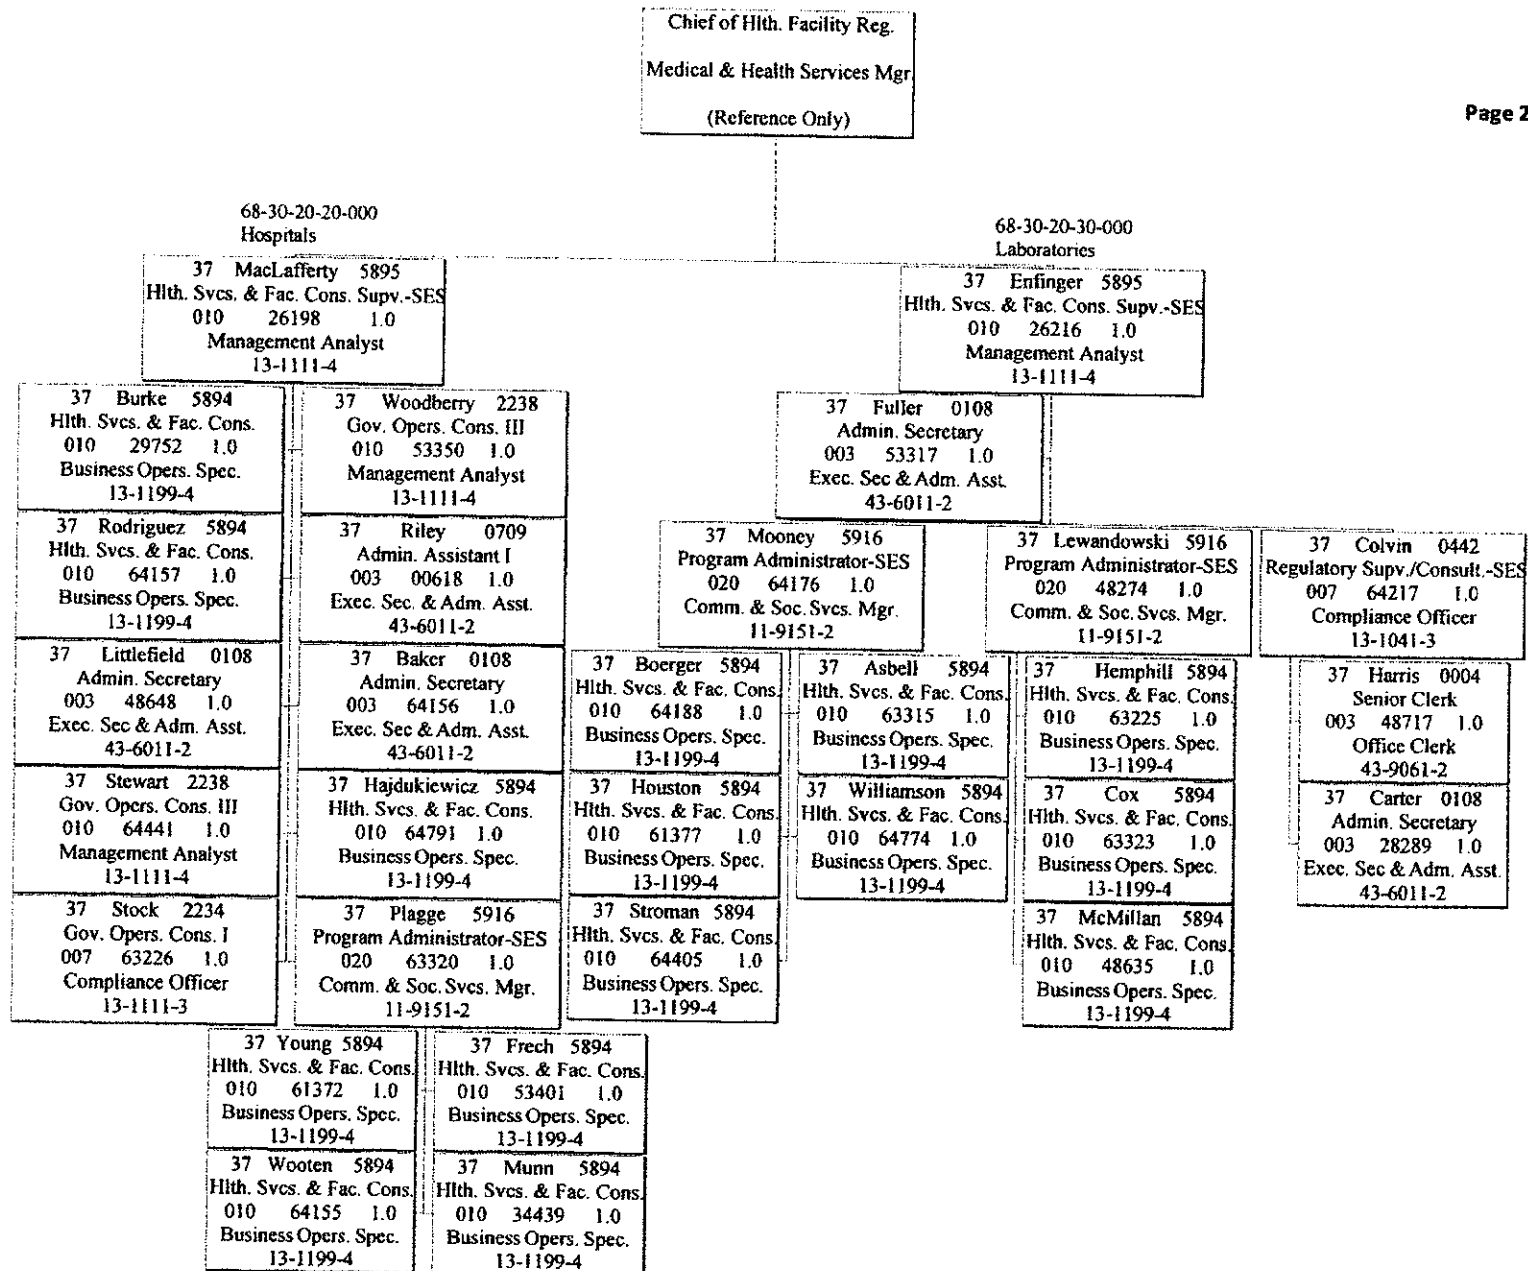 Chief of Hlth. Facility Reg.
Medical & Health Services Mgr.
(Reference Only)
Page 2
68-30-20-20-000
Hospitals
68-30-20-30-000
Laboratories
37 MacLafferty 5895
Hlth. Svcs. & Fac. Cons. Supv.-SES
010 26198 1.0
Management Analyst
13-1111-4
37 Enfinger 5895
Hlth. Svcs. & Fac. Cons. Supv.-SES
010 26216 1.0
Management Analyst
13-1111-4
37 Burke 5894
Hlth. Svcs. & Fac. Cons.
010 29752 1.0
Business Opers. Spec.
13-1199-4
37 Woodberry 2238
Gov. Opers. Cons. III
010 53350 1.0
Management Analyst
13-1111-4
37 Rodriguez 5894
Hlth. Svcs. & Fac. Cons.
010 64157 1.0
Business Opers. Spec.
13-1199-4
37 Riley 0709
Admin. Assistant I
003 00618 1.0
Exec. Sec. & Adm. Asst.
43-6011-2
37 Littlefield 0108
Admin. Secretary
003 48648 1.0
Exec. Sec & Adm. Asst.
43-6011-2
37 Baker 0108
Admin. Secretary
003 64156 1.0
Exec. Sec & Adm. Asst.
43-6011-2
37 Stewart 2238
Gov. Opers. Cons. III
010 64441 1.0
Management Analyst
13-1111-4
37 Hajdukiewicz 5894
Hlth. Svcs. & Fac. Cons.
010 64791 1.0
Business Opers. Spec.
13-1199-4
37 Stock 2234
Gov. Opers. Cons. I
007 63226 1.0
Compliance Officer
13-1111-3
37 Plagge 5916
Program Administrator-SES
020 63320 1.0
Comm. & Soc. Svcs. Mgr.
11-9151-2
37 Young 5894
Hlth. Svcs. & Fac. Cons.
010 61372 1.0
Business Opers. Spec.
13-1199-4
37 Frech 5894
Hlth. Svcs. & Fac. Cons.
010 53401 1.0
Business Opers. Spec.
13-1199-4
37 Wooten 5894
Hlth. Svcs. & Fac. Cons.
010 64155 1.0
Business Opers. Spec.
13-1199-4
37 Munn 5894
Hlth. Svcs. & Fac. Cons.
010 34439 1.0
Business Opers. Spec.
13-1199-4
37 Fuller 0108
Admin. Secretary
003 53317 1.0
Exec. Sec & Adm. Asst.
43-6011-2
37 Mooney 5916
Program Administrator-SES
020 64176 1.0
Comm. & Soc. Svcs. Mgr.
11-9151-2
37 Lewandowski 5916
Program Administrator-SES
020 48274 1.0
Comm. & Soc. Svcs. Mgr.
11-9151-2
37 Colvin 0442
Regulatory Supv./Consult.-SES
007 64217 1.0
Compliance Officer
13-1041-3
37 Boerger 5894
Hlth. Svcs. & Fac. Cons.
010 64188 1.0
Business Opers. Spec.
13-1199-4
37 Asbell 5894
Hlth. Svcs. & Fac. Cons.
010 63315 1.0
Business Opers. Spec.
13-1199-4
37 Hemphill 5894
Hlth. Svcs. & Fac. Cons.
010 63225 1.0
Business Opers. Spec.
13-1199-4
37 Harris 0004
Senior Clerk
003 48717 1.0
Office Clerk
43-9061-2
37 Houston 5894
Hlth. Svcs. & Fac. Cons.
010 61377 1.0
Business Opers. Spec.
13-1199-4
37 Williamson 5894
Hlth. Svcs. & Fac. Cons.
010 64774 1.0
Business Opers. Spec.
13-1199-4
37 Cox 5894
Hlth. Svcs. & Fac. Cons.
010 63323 1.0
Business Opers. Spec.
13-1199-4
37 Carter 0108
Admin. Secretary
003 28289 1.0
Exec. Sec & Adm. Asst.
43-6011-2
37 Stroman 5894
Hlth. Svcs. & Fac. Cons.
010 64405 1.0
Business Opers. Spec.
13-1199-4
37 McMillan 5894
Hlth. Svcs. & Fac. Cons.
010 48635 1.0
Business Opers. Spec.
13-1199-4